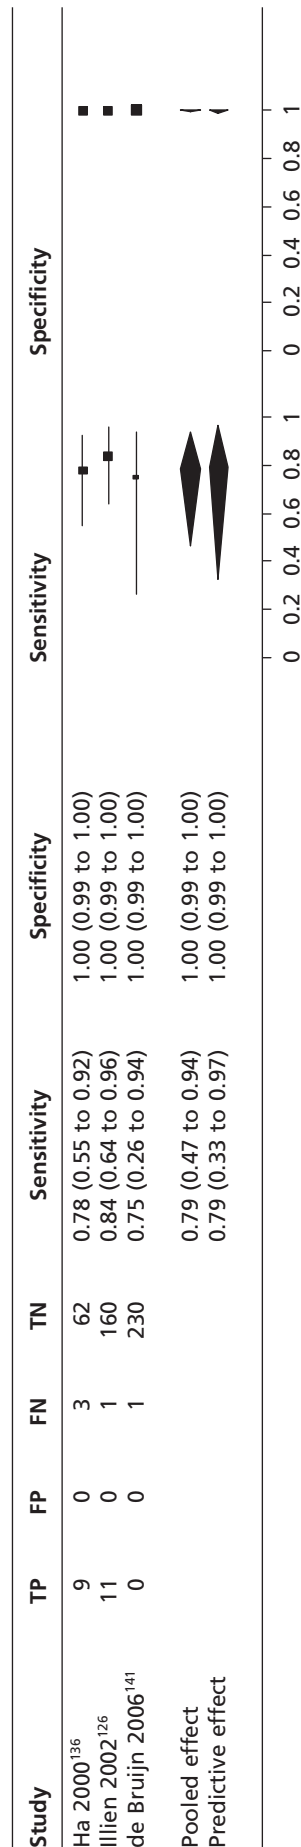 Study TP FP FN TN Sensitivity Specificity Sensitivity Specificity
Ha 2000136 9 0 3 62 0.78 (0.55 to 0.92) 1.00 (0.99 to 1.00)
Illien 2002126 11 0 1 160 0.84 (0.64 to 0.96) 1.00 (0.99 to 1.00)
de Bruijn 2006141 0 0 1 230 0.75 (0.26 to 0.94) 1.00 (0.99 to 1.00)
Pooled effect 0.79 (0.47 to 0.94) 1.00 (0.99 to 1.00)
Predictive effect 0.79 (0.33 to 0.97) 1.00 (0.99 to 1.00)
0 0.2 0.4 0.6 0.8 1 0 0.2 0.4 0.6 0.8 1